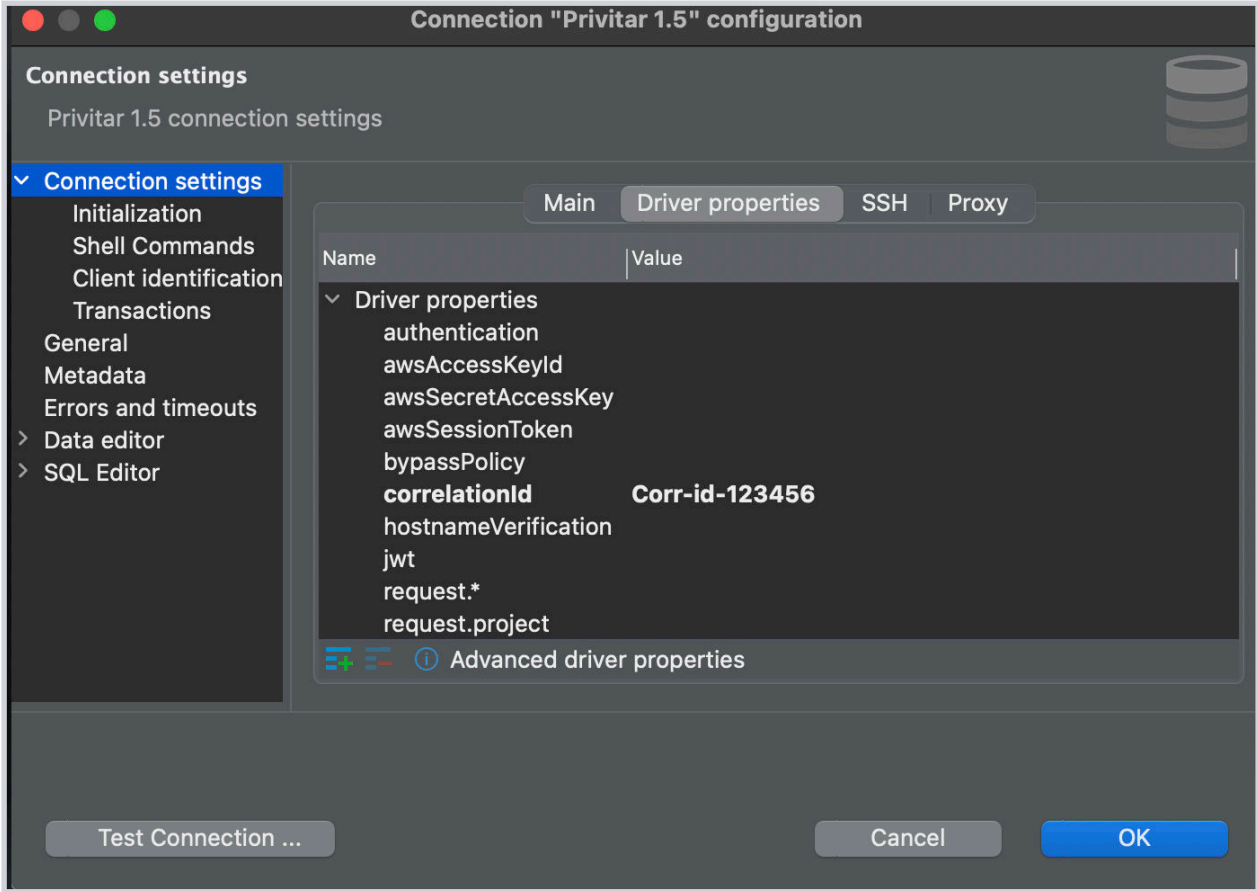 Connection "Privitar 1.5" configuration
Connection settings
Privitar 1.5 connection settings
Connection settings
Initialization
Shell Commands
Client identification
Transactions
General
Metadata
Errors and timeouts
Data editor
SQL Editor
Main Driver properties SSH Proxy
Name Value
Driver properties
authentication
awsAccessKeyId
awsSecretAccessKey
awsSessionToken
bypassPolicy
correlationId Corr-id-123456
hostnameVerification
jwt
request.*
request.project
Advanced driver properties
Test Connection ... Cancel OK